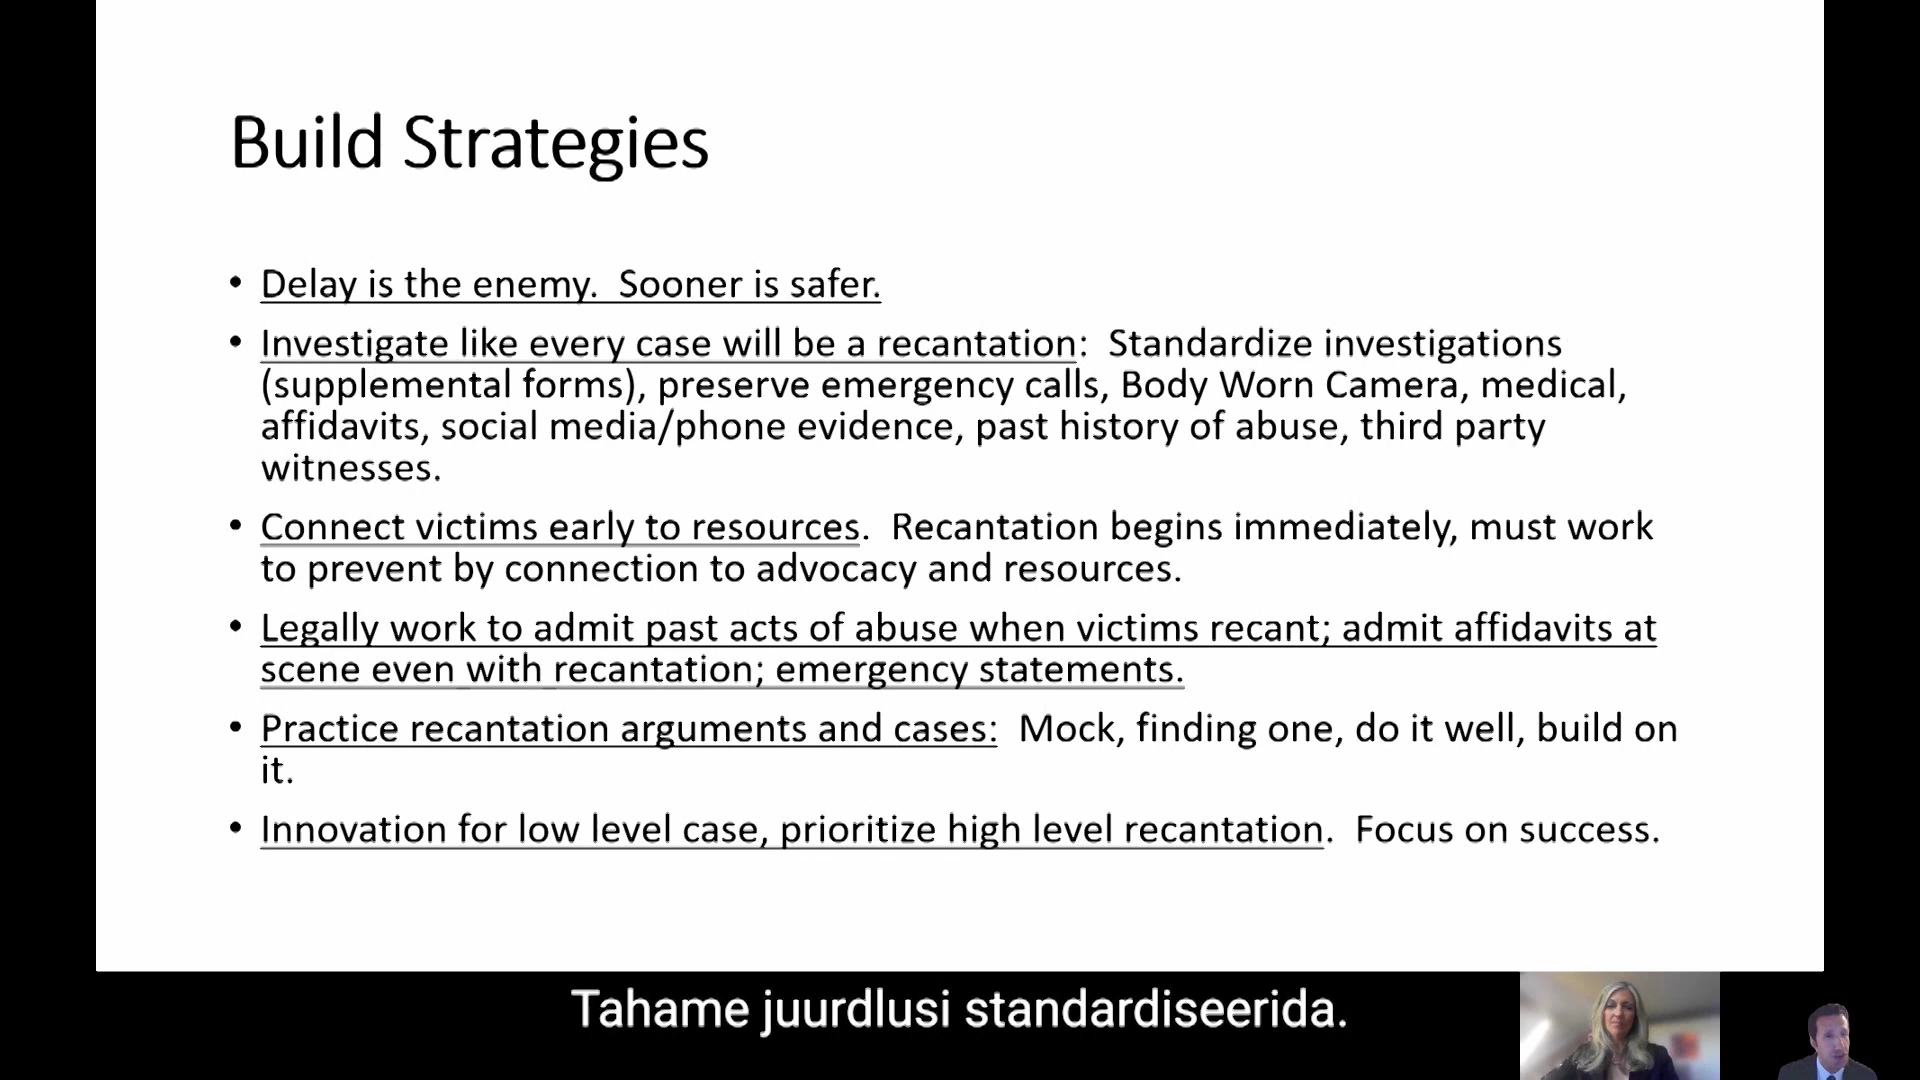 Build Strategies
• Delay is the enemy.  Sooner is safer.
• Investigate like every case will be a recantation:  Standardize investigations
(supplemental forms), preserve emergency calls, Body Worn Camera, medical,
affidavits, social media/phone evidence, past history of abuse, third party
witnesses.
• Connect victims early to resources.  Recantation begins immediately, must work
to prevent by connection to advocacy and resources.
• Legally work to admit past acts of abuse when victims recant; admit affidavits at
scene even with recantation; emergency statements.
• Practice recantation arguments and cases:  Mock, finding one, do it well, build on
it.
• Innovation for low level case, prioritize high level recantation.  Focus on success.
Tahame juurdlusi standardiseerida.